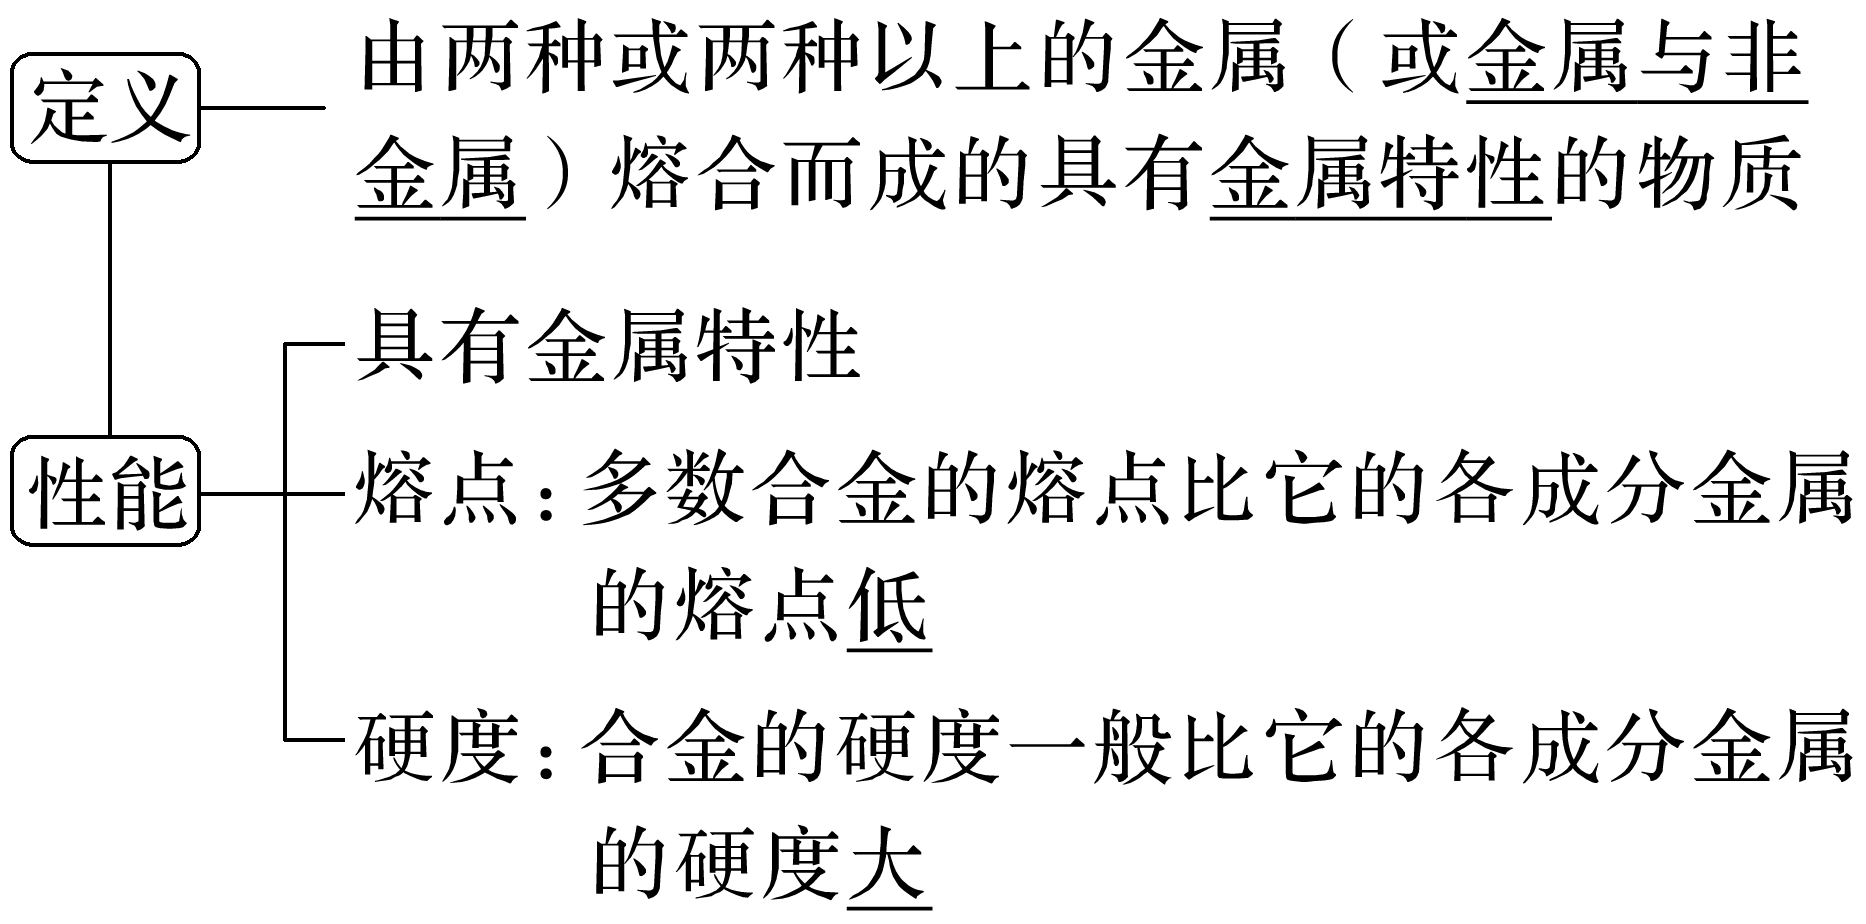 定义
由两种或两种以上的金属（或金属与非
金属）熔合而成的具有金属特性的物质
具有金属特性
性能
熔点：多数合金的熔点比它的各成分金属
的熔点低
硬度：合金的硬度一般比它的各成分金属
的硬度大